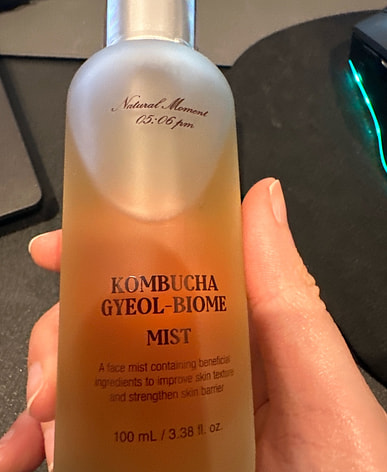 Natural Moment
05:06 pm
KOMBUCHA
GYEOL-BIOME
MIST
A face mist containing beneficial
ingredients to improve skin texture
and strengthen skin barrier
100 mL / 3.38 fl. oz.